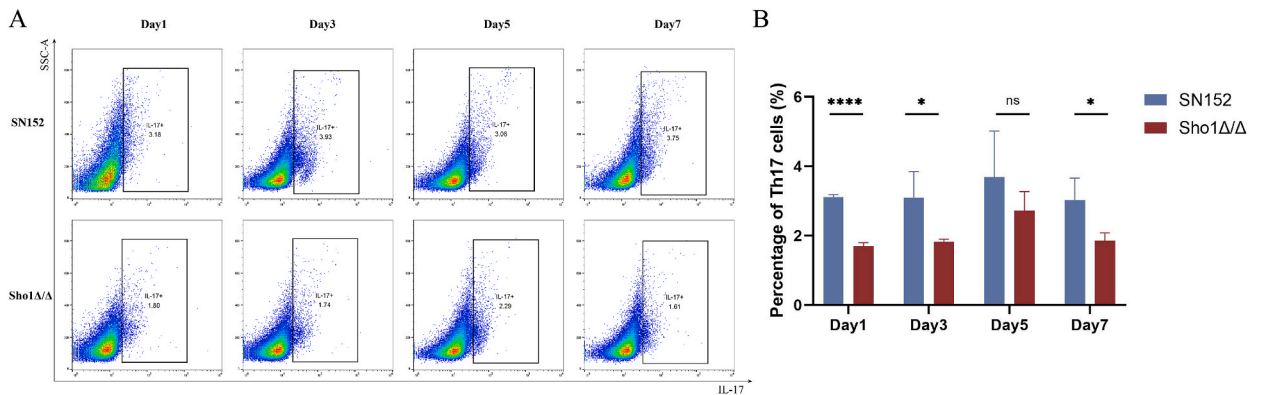 A
B
Day1
Day3
Day5
Day7
SSC-A
SN152
IL-17+
3.18
IL-17+
3.93
IL-17+
3.08
IL-17+
3.75
Sho1Δ/Δ
IL-17+
1.80
IL-17+
1.74
IL-17+
2.29
IL-17+
1.61
IL-17
Percentage of Th17 cells (%)
6
4
2
0
****
*
ns
*
Day1
Day3
Day5
Day7
SN152
Sho1Δ/Δ